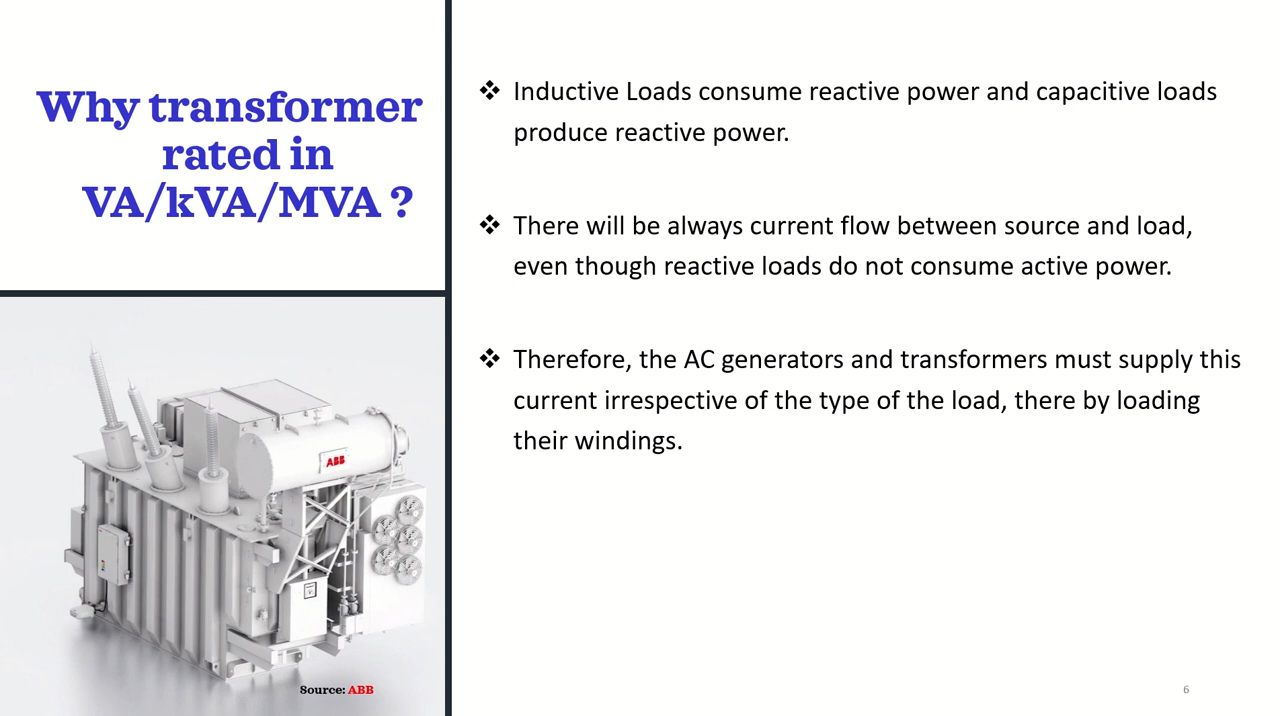 Why transformer
rated in
VA/kVA/MVA ?
❖ Inductive Loads consume reactive power and capacitive loads
produce reactive power.
❖ There will be always current flow between source and load,
even though reactive loads do not consume active power.
❖ Therefore, the AC generators and transformers must supply this
current irrespective of the type of the load, there by loading
their windings.
ABB
Source: ABB
6